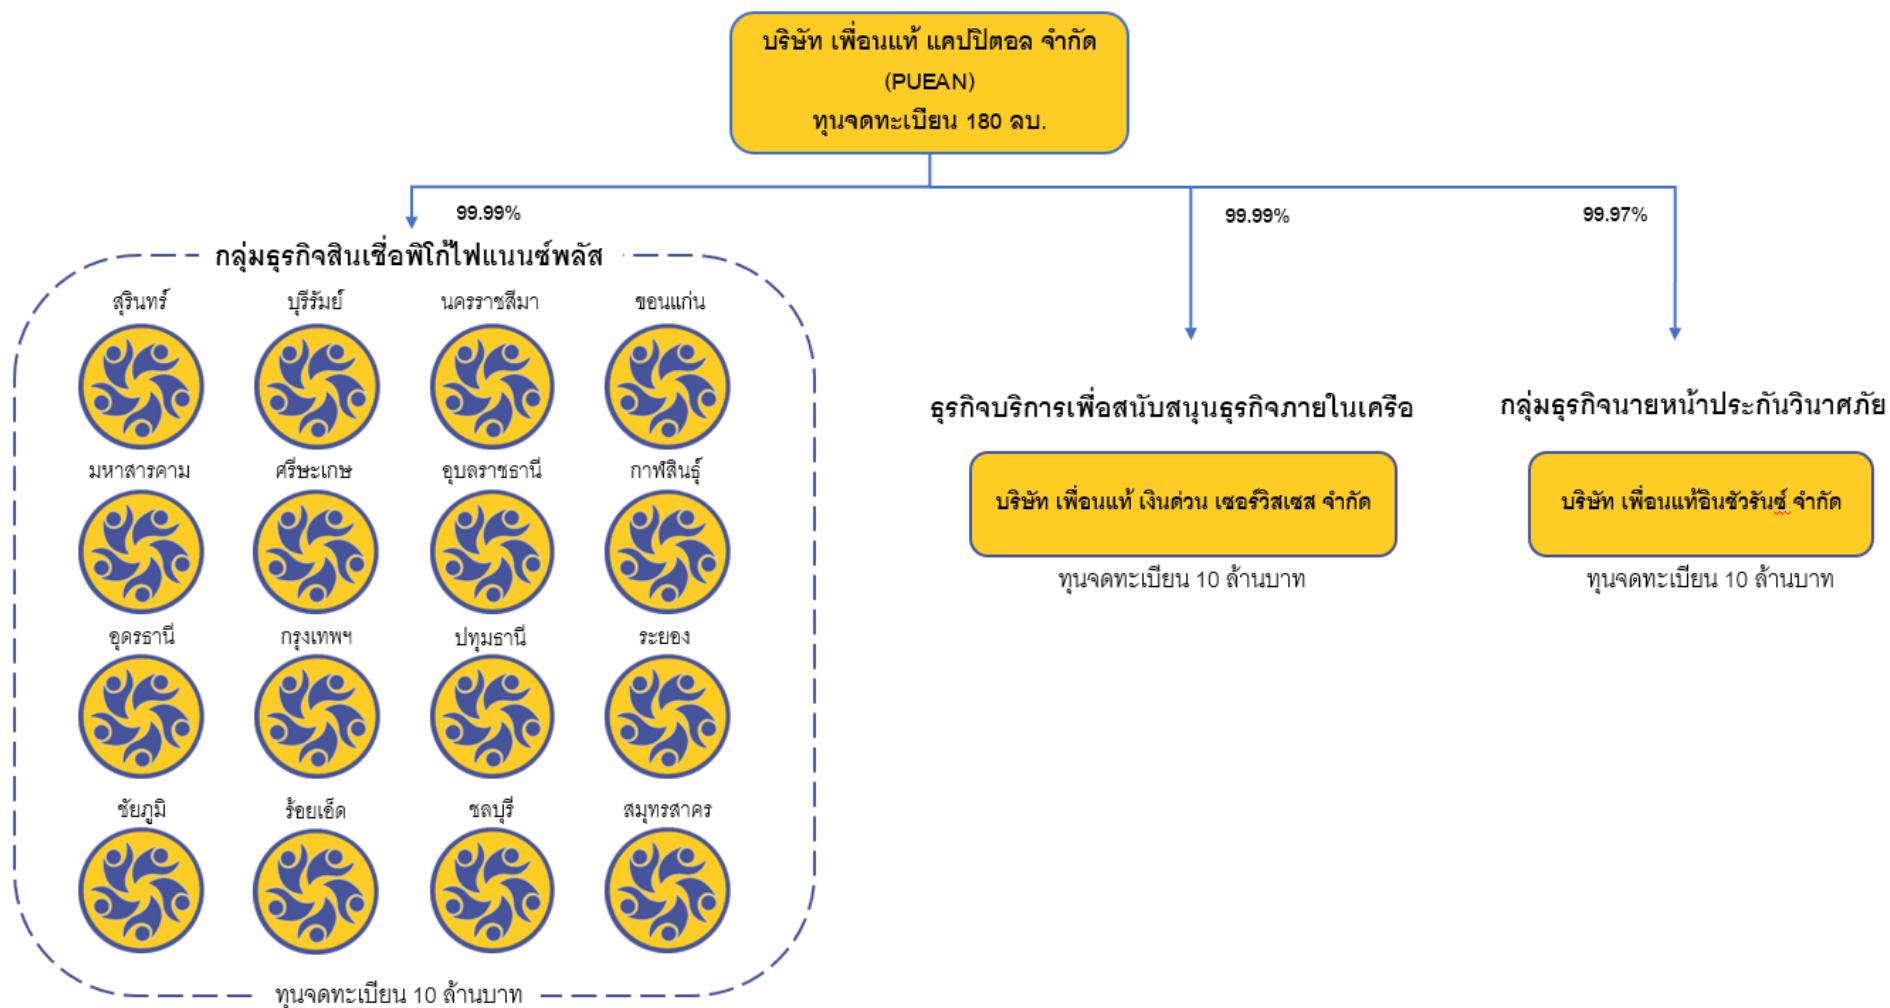 บริษัท เพื่อนแท้ แคปปิตอล จำกัด
(PUEAN)
ทุนจดทะเบียน 180 ลบ.
99.99%
99.99%
99.97%
กลุ่มธุรกิจสินเชื่อพิโก้ไฟแนนซ์พลัส
สุรินทร์
บุรีรัมย์
นครราชสีมา
ขอนแก่น
มหาสารคาม
ศรีษะเกษ
อุบลราชธานี
กาฬสินธุ์
อุดรธานี
กรุงเทพฯ
ปทุมธานี
ระยอง
ชัยภูมิ
ร้อยเอ็ด
ชลบุรี
สมุทรสาคร
ทุนจดทะเบียน 10 ล้านบาท
ธุรกิจบริการเพื่อสนับสนุนธุรกิจภายในเครือ
บริษัท เพื่อนแท้ เงินด่วน เซอร์วิสเซส จำกัด
ทุนจดทะเบียน 10 ล้านบาท
กลุ่มธุรกิจนายหน้าประกันวินาศภัย
บริษัท เพื่อนแท้อินชัวรันซ์ จำกัด
ทุนจดทะเบียน 10 ล้านบาท